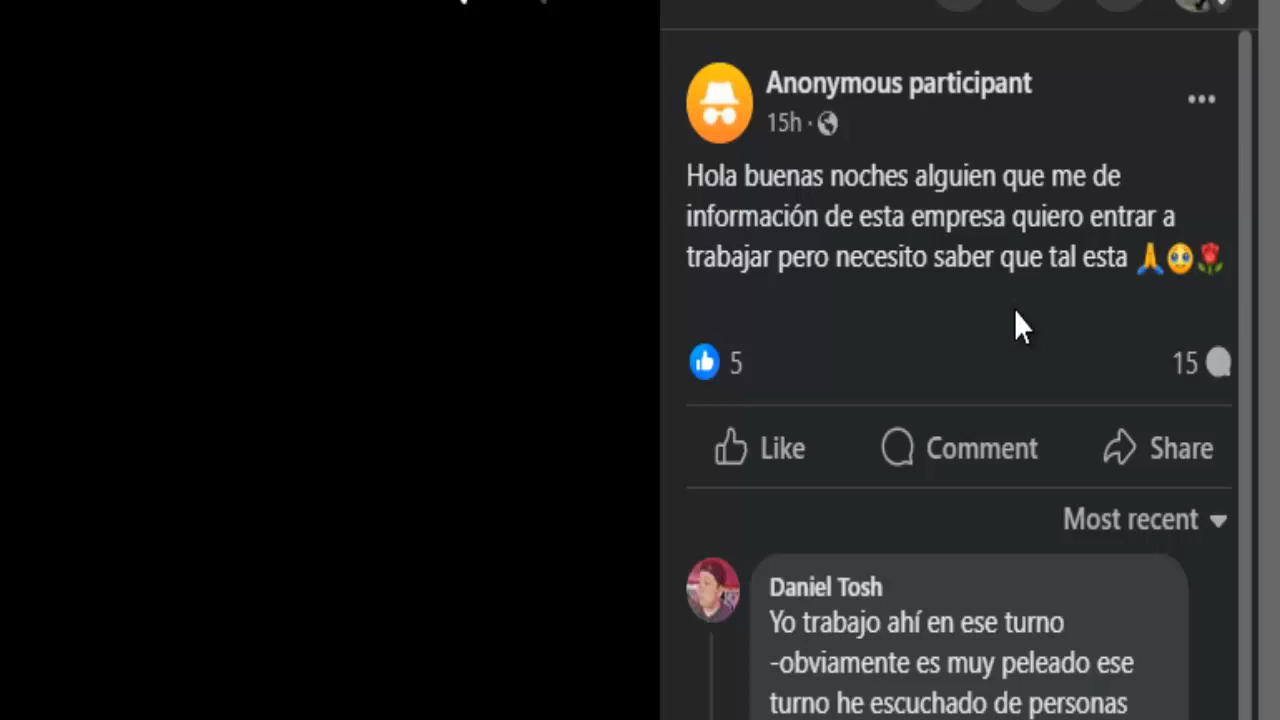 Anonymous participant
15h ·
Hola buenas noches alguien que me de
información de esta empresa quiero entrar a
trabajar pero necesito saber que tal esta 🙏🥹🌹
5
15
Like
Comment
Share
Most recent
Daniel Tosh
Yo trabajo ahí en ese turno
-obviamente es muy peleado ese
turno he escuchado de personas